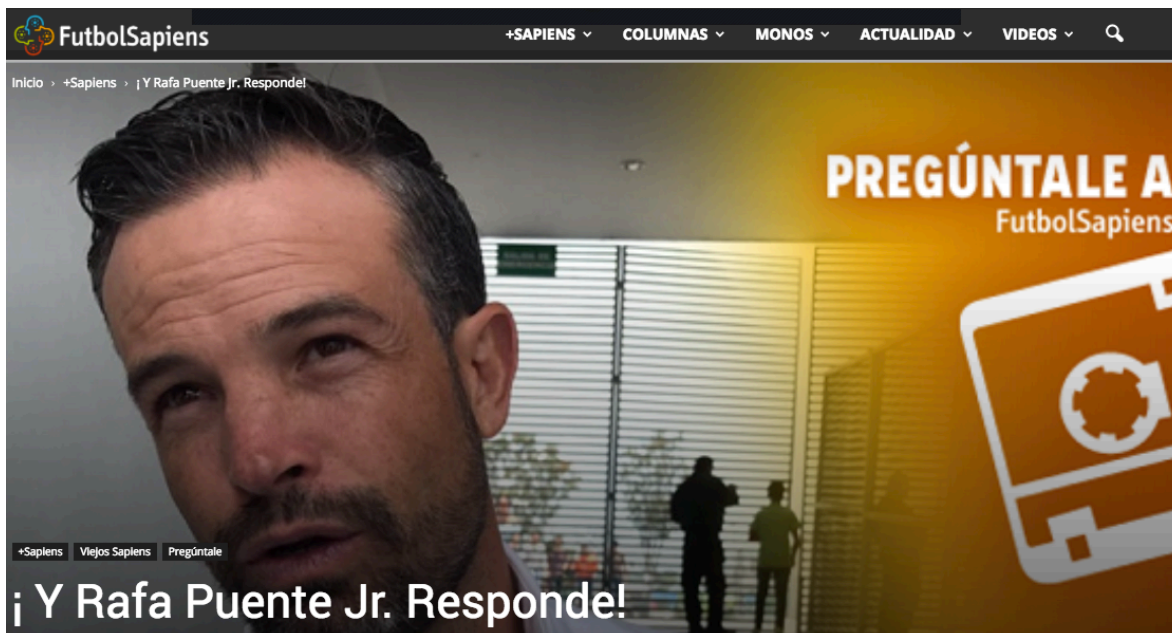 FutbolSapiens
+SAPIENS COLUMNAS MONOS ACTUALIDAD VIDEOS
Inicio › +Sapiens › ¡ Y Rafa Puente Jr. Responde!
PREGÚNTALE A
FutbolSapiens
+Sapiens Viejos Sapiens Pregúntale
¡ Y Rafa Puente Jr. Responde!